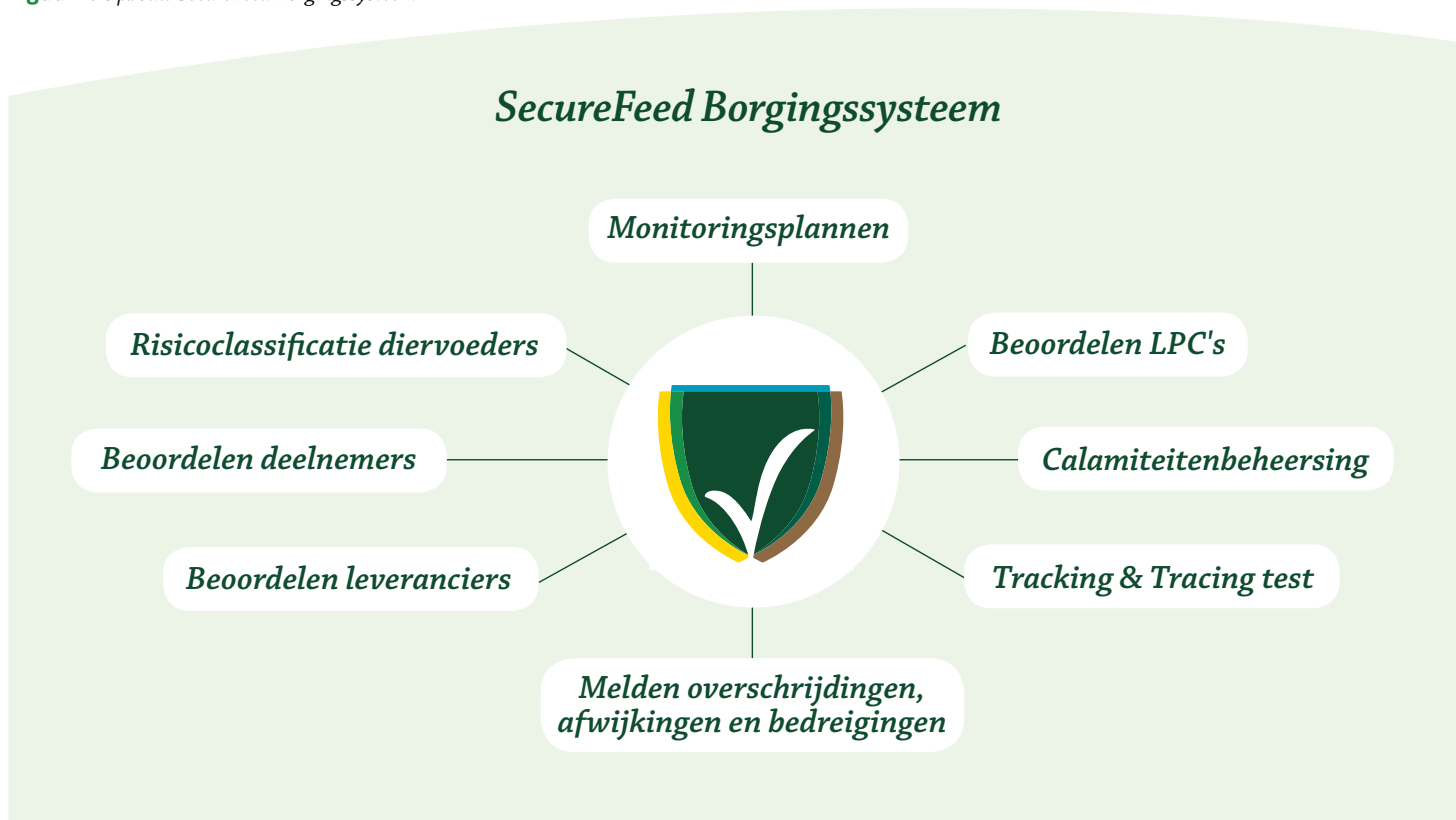 SecureFeed Borgingssysteem
Monitoringsplannen
Risicoclassificatie diervoeders
Beoordelen LPC's
Beoordelen deelnemers
Calamiteitenbeheersing
Beoordelen leveranciers
Tracking & Tracing test
Melden overschrijdingen,
afwijkingen en bedreigingen